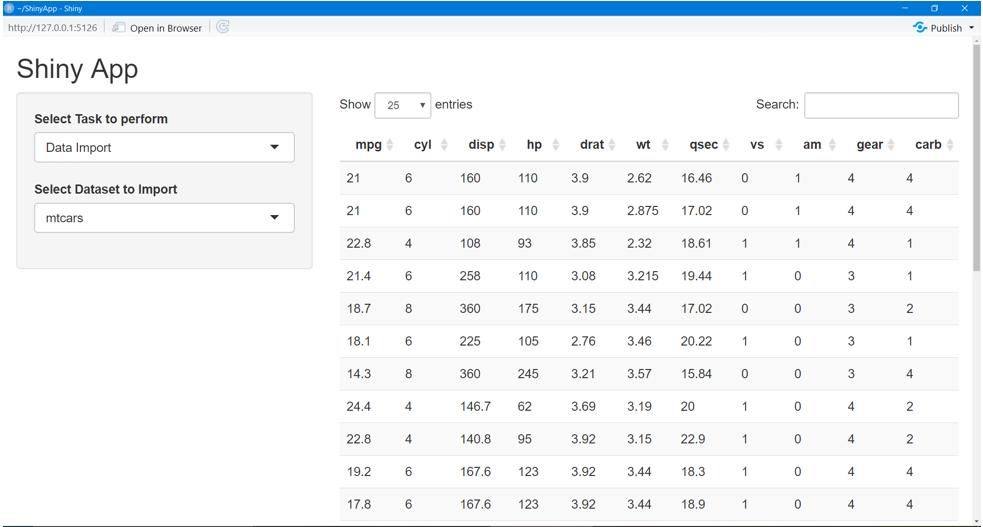 ~/ShinyApp - Shiny
http://127.0.0.1:5126 Open in Browser Publish
Shiny App
Select Task to perform
Data Import
Select Dataset to Import
mtcars
Show 25 entries Search:
mpg cyl disp hp drat wt qsec vs am gear carb
21 6 160 110 3.9 2.62 16.46 0 1 4 4
21 6 160 110 3.9 2.875 17.02 0 1 4 4
22.8 4 108 93 3.85 2.32 18.61 1 1 4 1
21.4 6 258 110 3.08 3.215 19.44 1 0 3 1
18.7 8 360 175 3.15 3.44 17.02 0 0 3 2
18.1 6 225 105 2.76 3.46 20.22 1 0 3 1
14.3 8 360 245 3.21 3.57 15.84 0 0 3 4
24.4 4 146.7 62 3.69 3.19 20 1 0 4 2
22.8 4 140.8 95 3.92 3.15 22.9 1 0 4 2
19.2 6 167.6 123 3.92 3.44 18.3 1 0 4 4
17.8 6 167.6 123 3.92 3.44 18.9 1 0 4 4